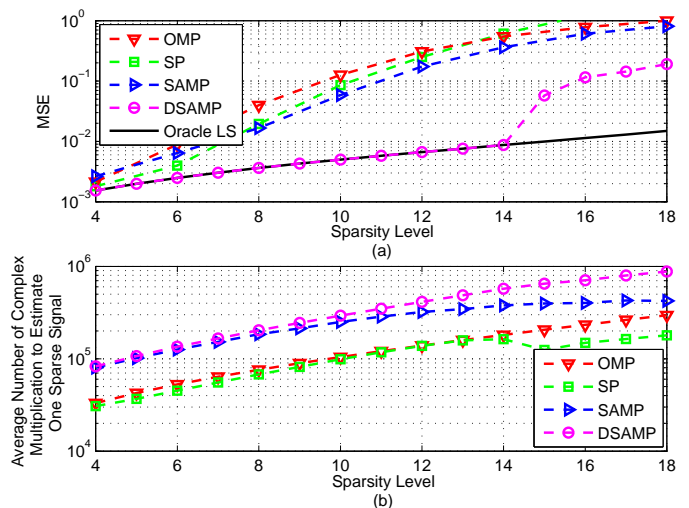 10^0
10^-1
10^-2
10^-3
MSE
OMP
SP
SAMP
DSAMP
Oracle LS
4 6 8 10 12 14 16 18
Sparsity Level
(a)
10^6
10^5
10^4
Average Number of Complex
Multiplication to Estimate
One Sparse Signal
OMP
SP
SAMP
DSAMP
4 6 8 10 12 14 16 18
Sparsity Level
(b)